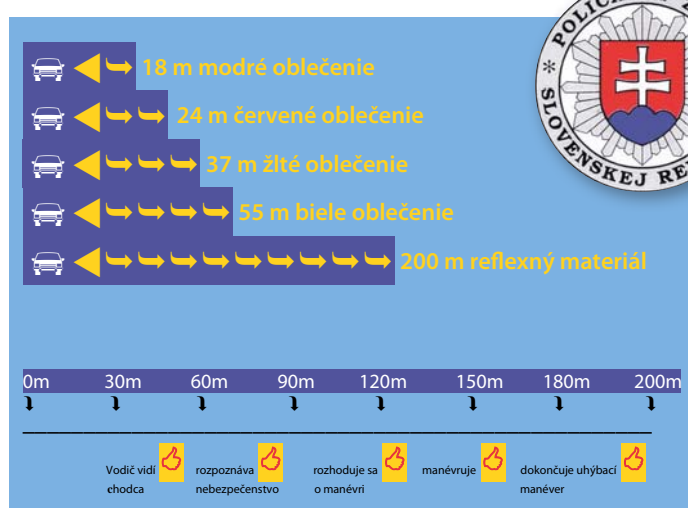 POLIC
SLOVENSKEJ RE
18 m modré oblečenie
24 m červené oblečenie
37 m žlté oblečenie
55 m biele oblečenie
200 m reflexný materiál
0m 30m 60m 90m 120m 150m 180m 200m
Vodič vidí rozpoznáva rozhoduje sa manévruje dokončuje uhýbací
chodca nebezpečenstvo o manévri manéver